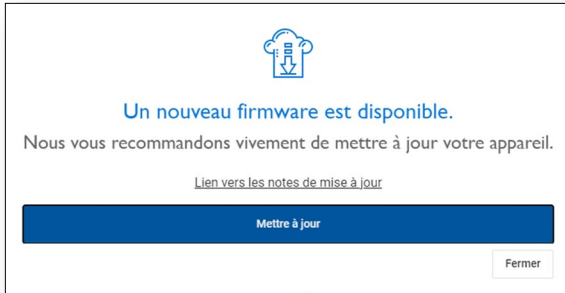 Un nouveau firmware est disponible.
Nous vous recommandons vivement de mettre à jour votre appareil.
Lien vers les notes de mise à jour
Mettre à jour
Fermer